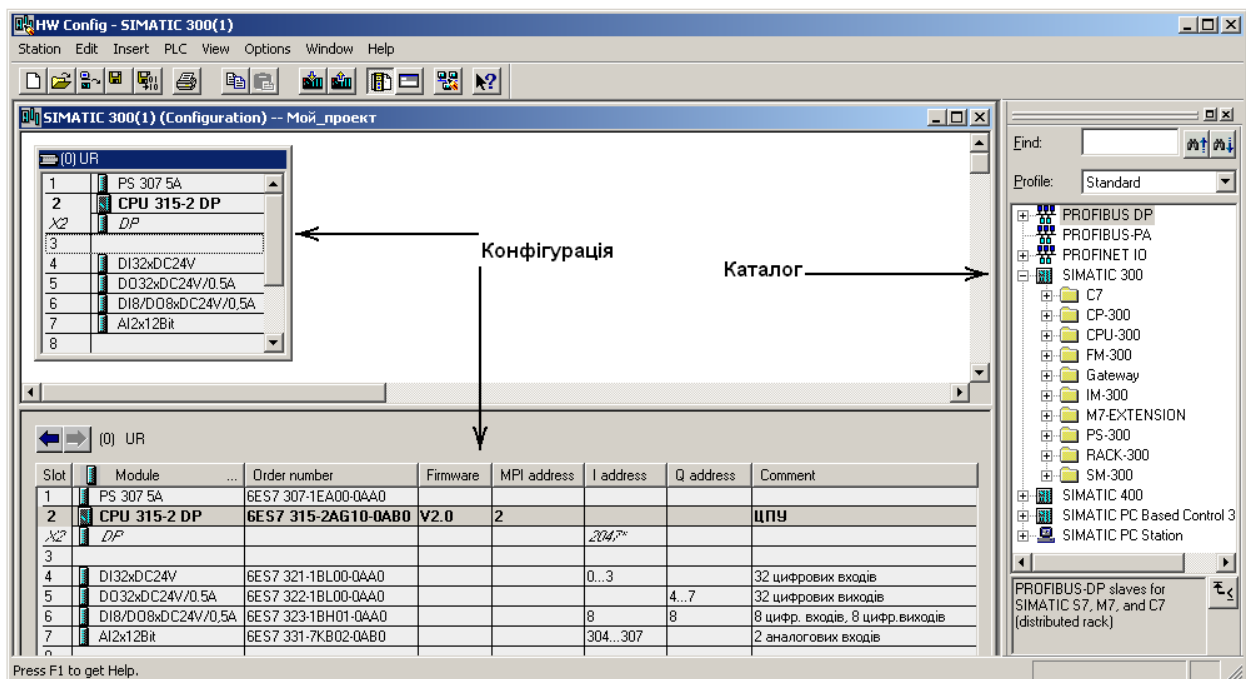 HW Config - SIMATIC 300(1)
Station Edit Insert PLC View Options Window Help
SIMATIC 300(1) (Configuration) -- Мой_проект
(0) UR
1 PS 307 5A
2 CPU 315-2 DP
X2 DP
3
4 DI32xDC24V
5 DO32xDC24V/0.5A
6 DI8/DO8xDC24V/0,5A
7 AI2x12Bit
8
Конфігурація
Каталог
Find:
Profile: Standard
PROFIBUS DP
PROFIBUS-PA
PROFINET IO
SIMATIC 300
C7
CP-300
CPU-300
FM-300
Gateway
IM-300
M7-EXTENSION
PS-300
RACK-300
SM-300
SIMATIC 400
SIMATIC PC Based Control 3
SIMATIC PC Station
PROFIBUS-DP slaves for
SIMATIC S7, M7, and C7
(distributed rack)
(0) UR
Slot Module ... Order number Firmware MPI address I address Q address Comment
1 PS 307 5A 6ES7 307-1EA00-0AA0
2 CPU 315-2 DP 6ES7 315-2AG10-0AB0 V2.0 2 ЦПУ
X2 DP 2047*
3
4 DI32xDC24V 6ES7 321-1BL00-0AA0 0...3 32 цифрових входів
5 DO32xDC24V/0.5A 6ES7 322-1BL00-0AA0 4...7 32 цифрових виходів
6 DI8/DO8xDC24V/0,5A 6ES7 323-1BH01-0AA0 8 8 8 цифр. входів, 8 цифр.виходів
7 AI2x12Bit 6ES7 331-7KB02-0AB0 304...307 2 аналогових входів
Press F1 to get Help.